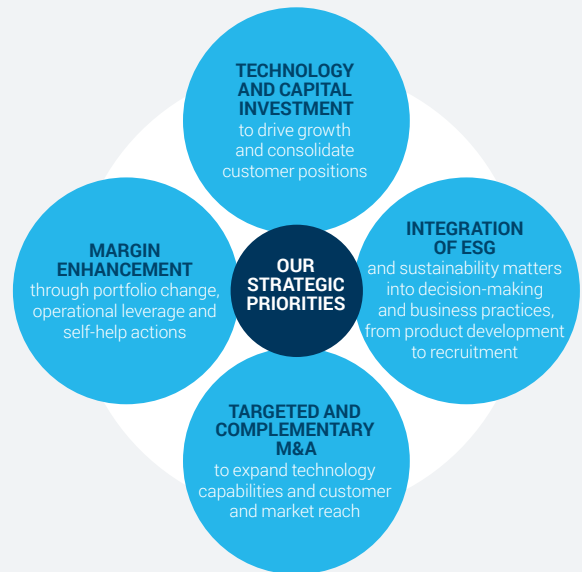 TECHNOLOGY
AND CAPITAL
INVESTMENT
to drive growth
and consolidate
customer positions
MARGIN
ENHANCEMENT
through portfolio change,
operational leverage and
self-help actions
OUR
STRATEGIC
PRIORITIES
INTEGRATION
OF ESG
and sustainability matters
into decision-making
and business practices,
from product development
to recruitment
TARGETED AND
COMPLEMENTARY
M&A
to expand technology
capabilities and customer
and market reach